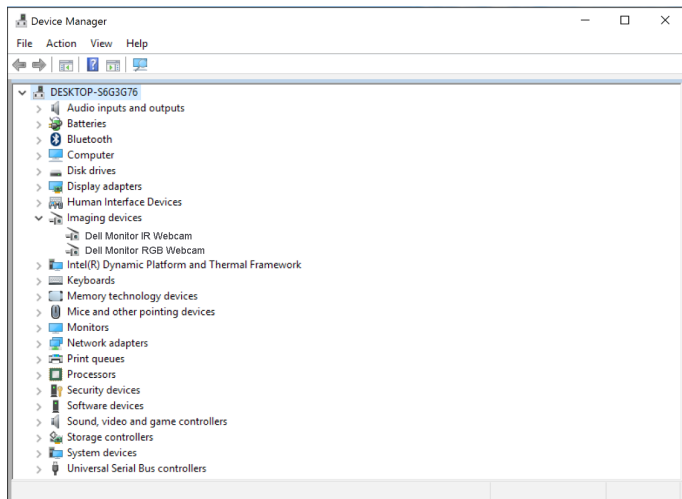 Device Manager
File Action View Help
DESKTOP-S6G3G76
Audio inputs and outputs
Batteries
Bluetooth
Computer
Disk drives
Display adapters
Human Interface Devices
Imaging devices
Dell Monitor IR Webcam
Dell Monitor RGB Webcam
Intel(R) Dynamic Platform and Thermal Framework
Keyboards
Memory technology devices
Mice and other pointing devices
Monitors
Network adapters
Print queues
Processors
Security devices
Software devices
Sound, video and game controllers
Storage controllers
System devices
Universal Serial Bus controllers